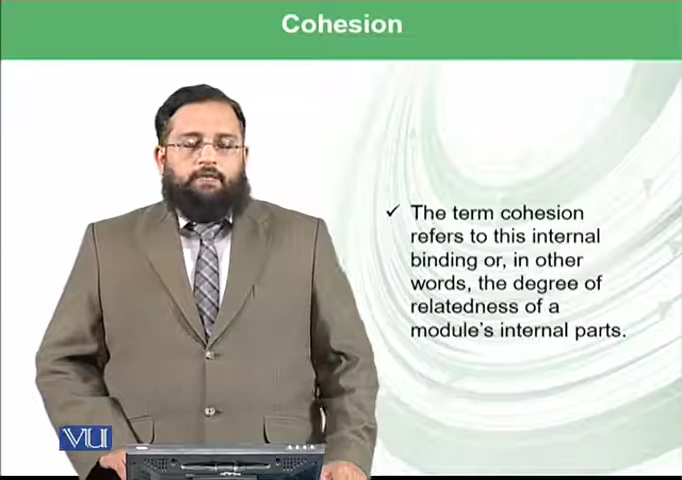 Cohesion
✓ The term cohesion
refers to this internal
binding or, in other
words, the degree of
relatedness of a
module's internal parts.
VU